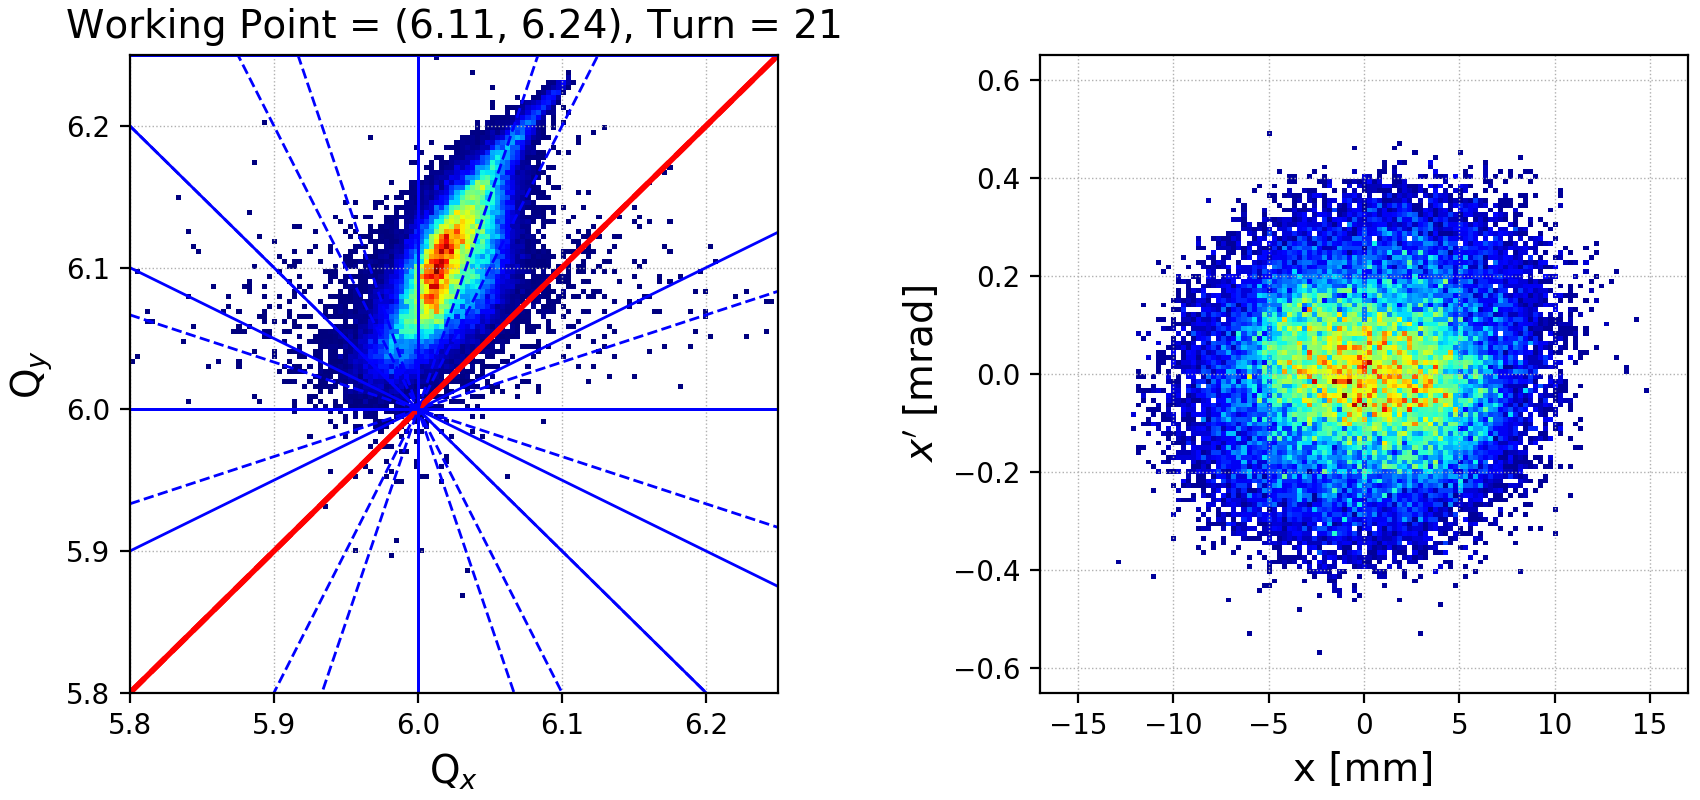 Working Point = (6.11, 6.24), Turn = 21
6.2
6.1
6.0
5.9
5.8
Qy
5.8 5.9 6.0 6.1 6.2
Qx
0.6
0.4
0.2
0.0
−0.2
−0.4
−0.6
x′ [mrad]
−15 −10 −5 0 5 10 15
x [mm]